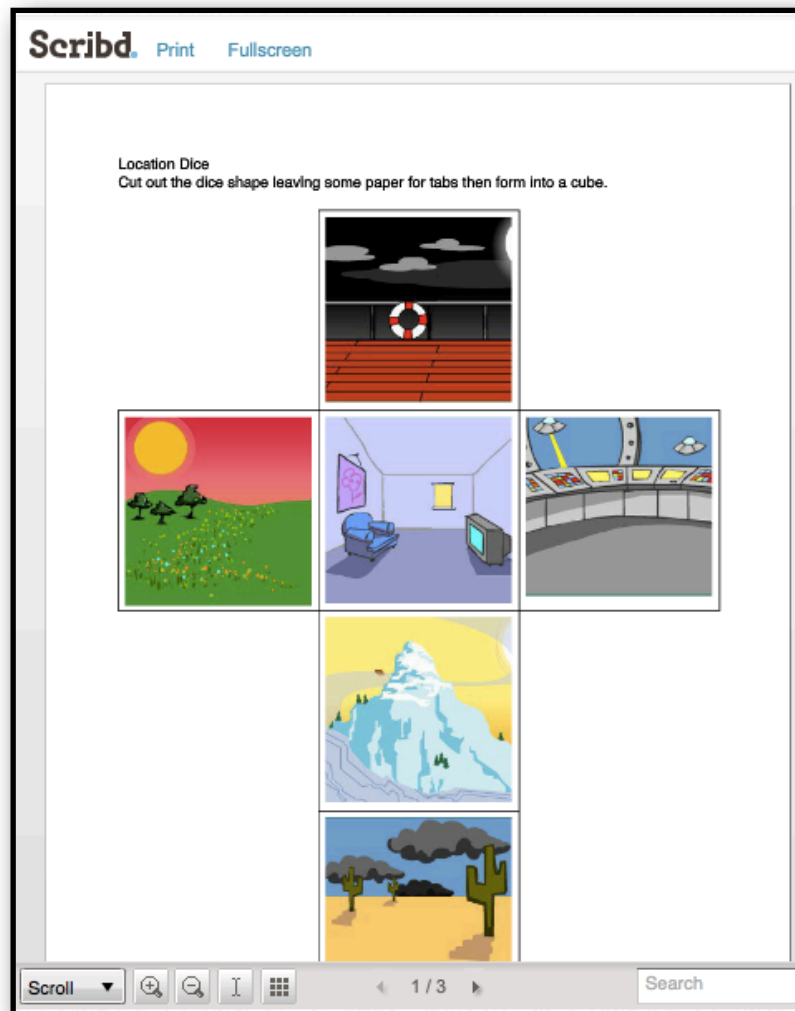 Scribd. Print Fullscreen
Location Dice
Cut out the dice shape leaving some paper for tabs then form into a cube.
Scroll 1 / 3 Search